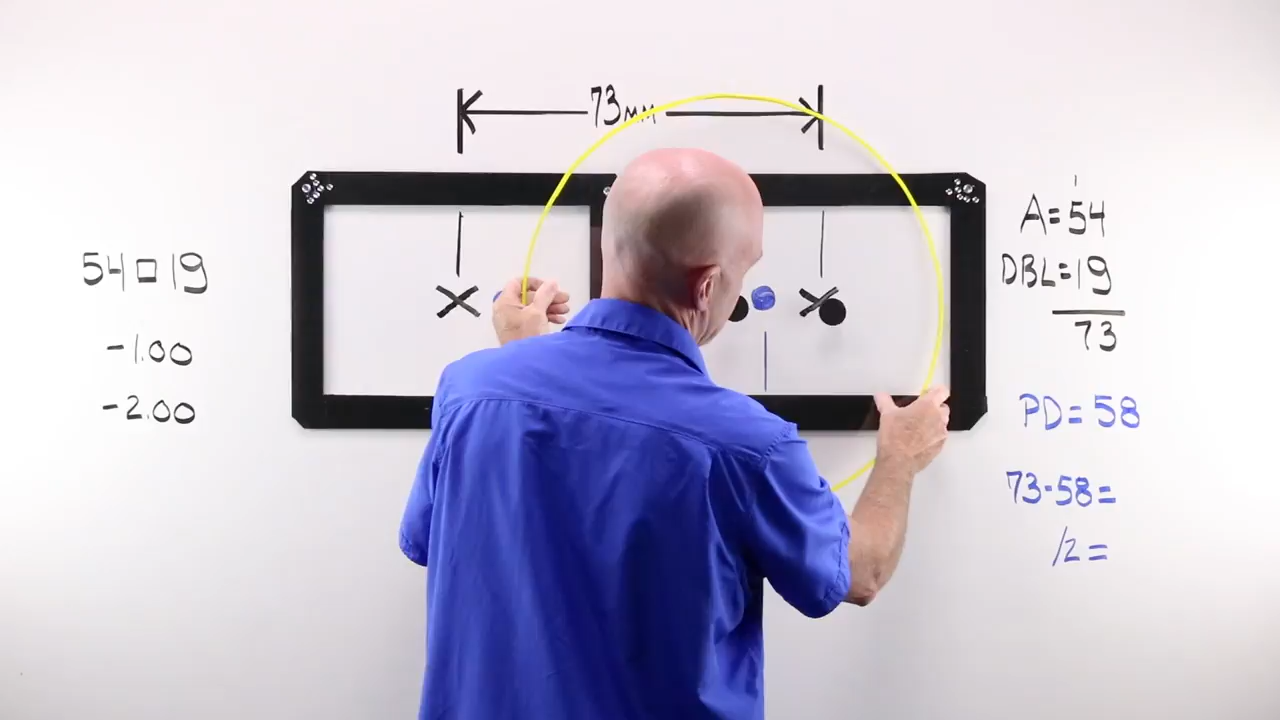 73mm
54□19
-1.00
-2.00
A=54
DBL=19
73
PD=58
73-58=
/2=